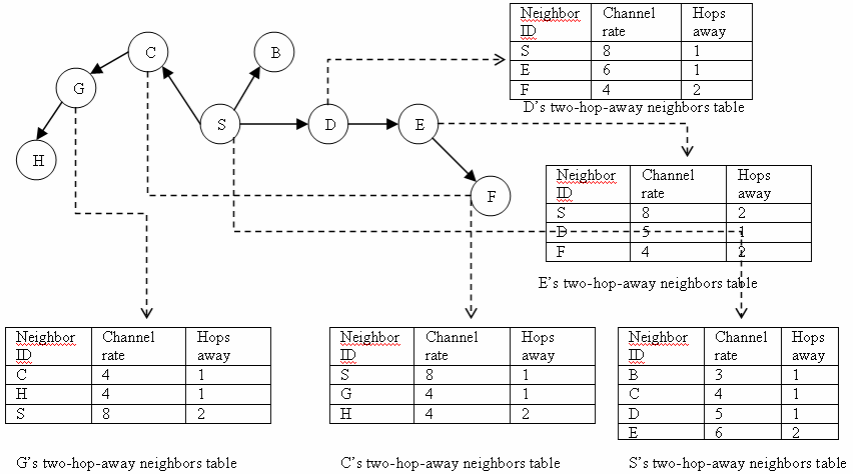 C
B
G
S
D
E
H
F
Neighbor ID Channel rate Hops away
S 8 1
E 6 1
F 4 2
D's two-hop-away neighbors table
Neighbor ID Channel rate Hops away
S 8 2
D 5 1
F 4 2
E's two-hop-away neighbors table
Neighbor ID Channel rate Hops away
C 4 1
H 4 1
S 8 2
G's two-hop-away neighbors table
Neighbor ID Channel rate Hops away
S 8 1
G 4 1
H 4 2
C's two-hop-away neighbors table
Neighbor ID Channel rate Hops away
B 3 1
C 4 1
D 5 1
E 6 2
S's two-hop-away neighbors table